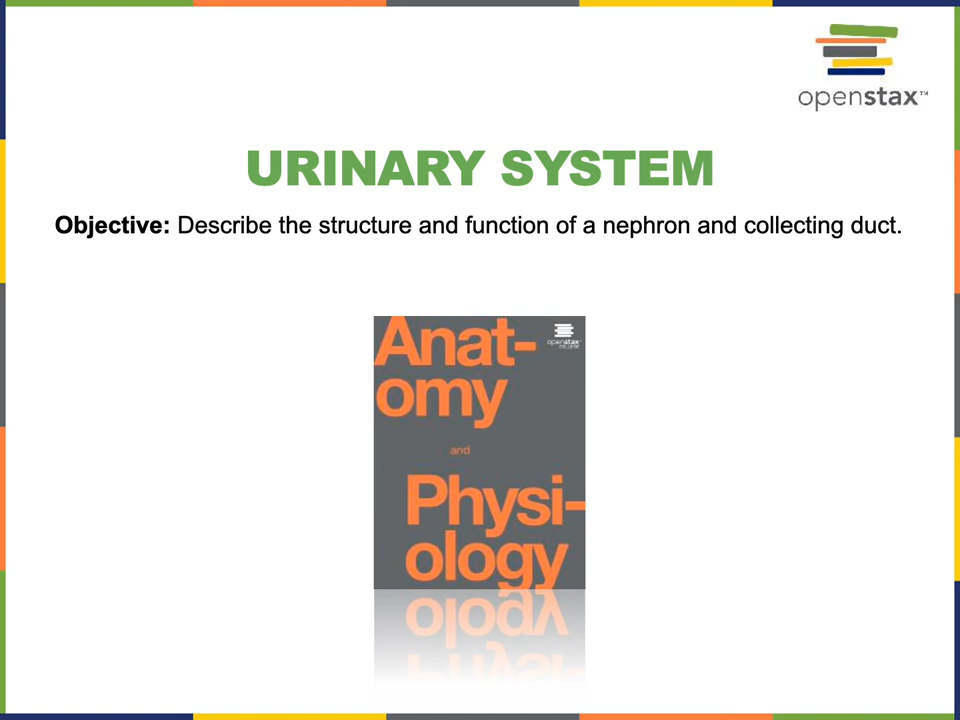 openstax™
URINARY SYSTEM
Objective: Describe the structure and function of a nephron and collecting duct.
Anat-
omy
openstax
and
Physi-
ology